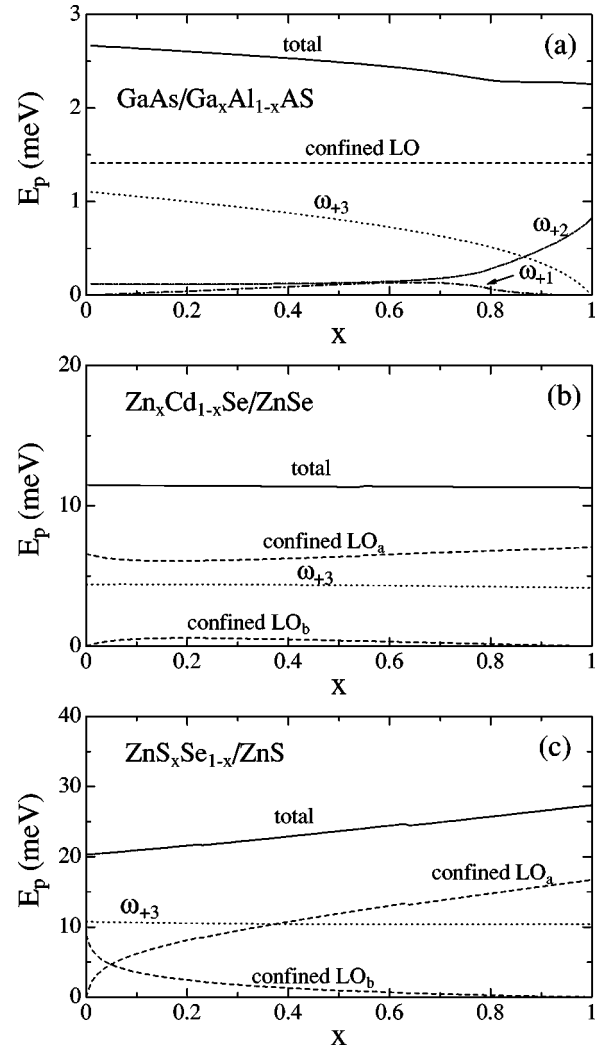 3
total
(a)
GaAs/GaₓAl₁₋ₓAS
2
Eₚ (meV)
confined LO
1
ω₊₃
ω₊₂
ω₊₁
0
0 0.2 0.4 0.6 0.8 1
x
20
ZnₓCd₁₋ₓSe/ZnSe
(b)
total
10
Eₚ (meV)
confined LOₐ
ω₊₃
confined LO_b
0
0 0.2 0.4 0.6 0.8 1
x
40
ZnSₓSe₁₋ₓ/ZnS
(c)
30
total
Eₚ (meV)
20
confined LOₐ
ω₊₃
10
confined LO_b
0
0 0.2 0.4 0.6 0.8 1
x